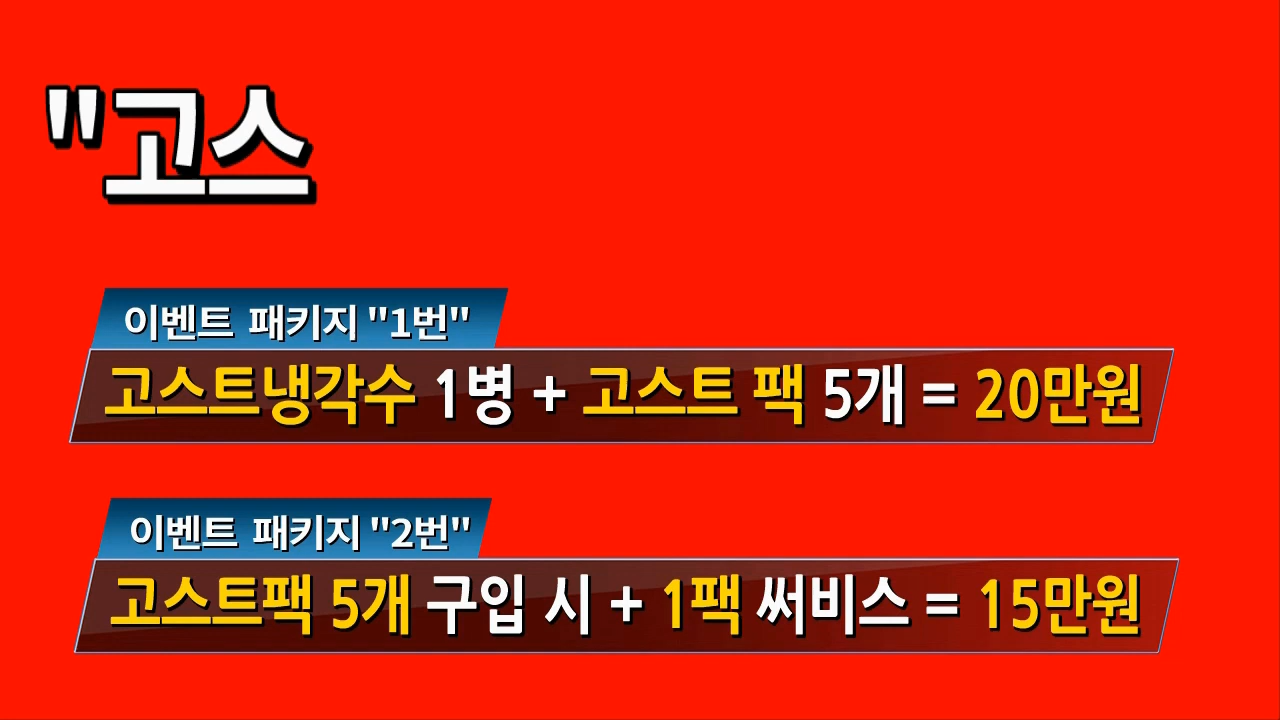 "고스
이벤트 패키지 "1번"
고스트냉각수 1병 + 고스트 팩 5개 = 20만원
이벤트 패키지 "2번"
고스트팩 5개 구입 시 + 1팩 써비스 = 15만원